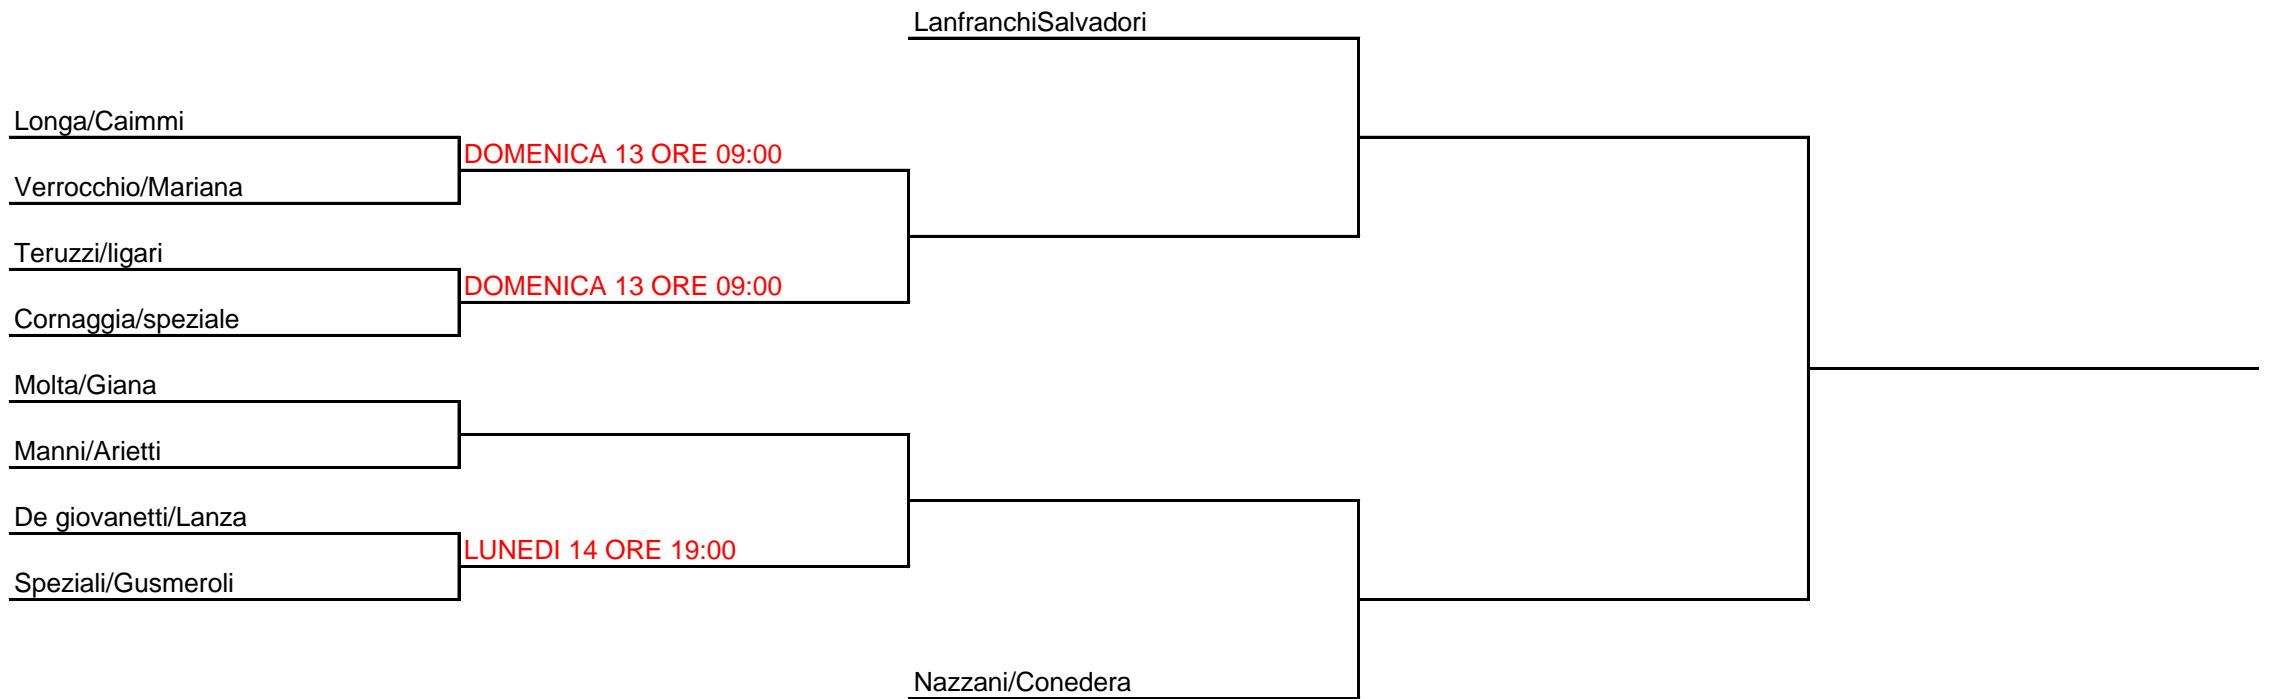 LanfranchiSalvadori
Longa/Caimmi
DOMENICA 13 ORE 09:00
Verrocchio/Mariana
Teruzzi/ligari
DOMENICA 13 ORE 09:00
Cornaggia/speziale
Molta/Giana
Manni/Arietti
De giovanetti/Lanza
LUNEDI 14 ORE 19:00
Speziali/Gusmeroli
Nazzani/Conedera